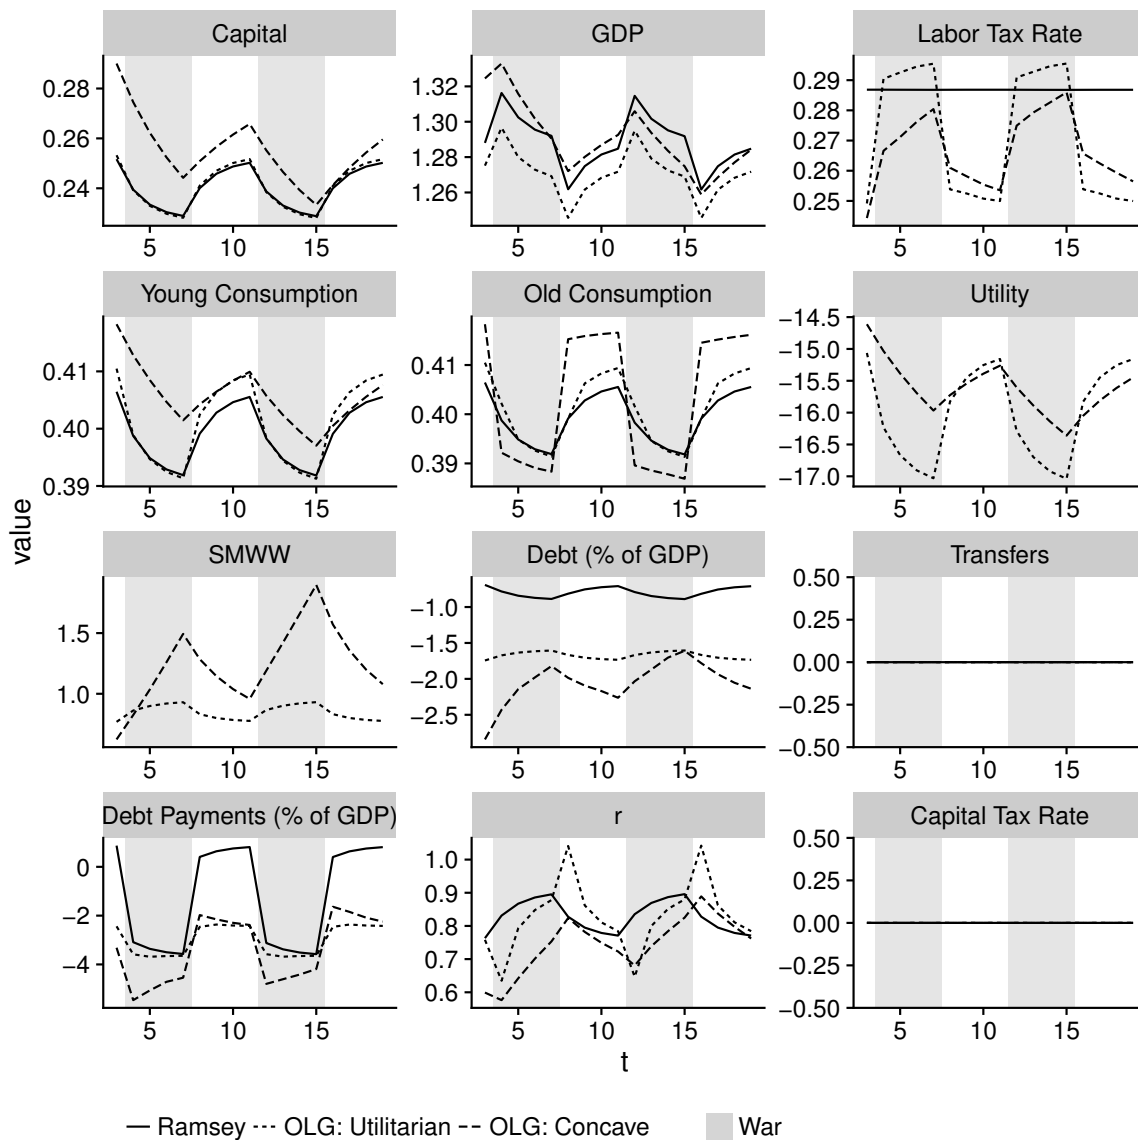 Capital GDP Labor Tax Rate
0.28 1.32 0.29
1.30 0.28
0.26 1.28 0.27
0.24 1.26 0.26
0.25
5 10 15 5 10 15 5 10 15
Young Consumption Old Consumption Utility
0.41 0.41 −14.5
−15.0
−15.5
0.40 0.40 −16.0
−16.5
0.39 0.39 −17.0
5 10 15 5 10 15 5 10 15
value
SMWW Debt (% of GDP) Transfers
1.5 −1.0 0.50
−1.5 0.25
1.0 −2.0 0.00
−2.5 −0.25
−0.50
5 10 15 5 10 15 5 10 15
Debt Payments (% of GDP) r Capital Tax Rate
0 1.0 0.50
0.9 0.25
−2 0.8 0.00
0.7 −0.25
−4 0.6 −0.50
5 10 15 5 10 15 5 10 15
t
Ramsey OLG: Utilitarian OLG: Concave War